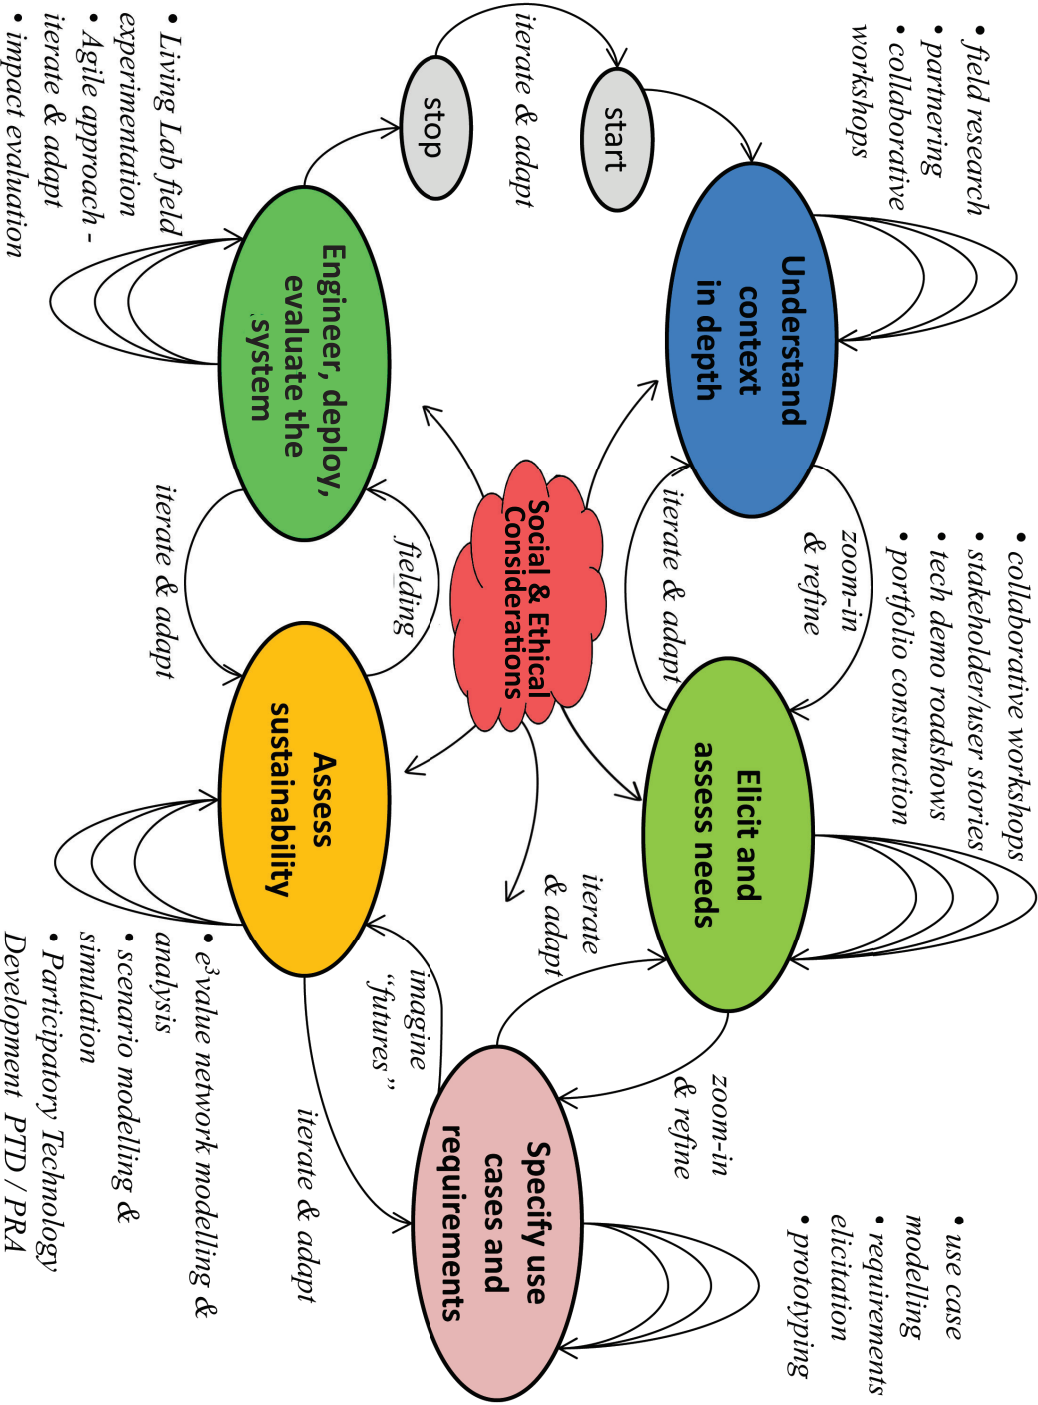 • field research
• partnering
• collaborative
workshops
• collaborative workshops
• stakeholder/user stories
• tech demo roadshows
• portfolio construction
• use case
modelling
• requirements
elicitation
• prototyping
start
iterate & adapt
stop
Understand
context
in depth
zoom-in
& refine
iterate & adapt
Elicit and
assess needs
zoom-in
& refine
iterate
& adapt
Specify use
cases and
requirements
Social & Ethical
Considerations
imagine
“futures”
iterate & adapt
Assess
sustainability
fielding
iterate & adapt
Engineer, deploy,
evaluate the
system
• Living Lab field
experimentation
• Agile approach -
iterate & adapt
• impact evaluation
• e³value network modelling &
analysis
• scenario modelling &
simulation
• Participatory Technology
Development PTD / PRA